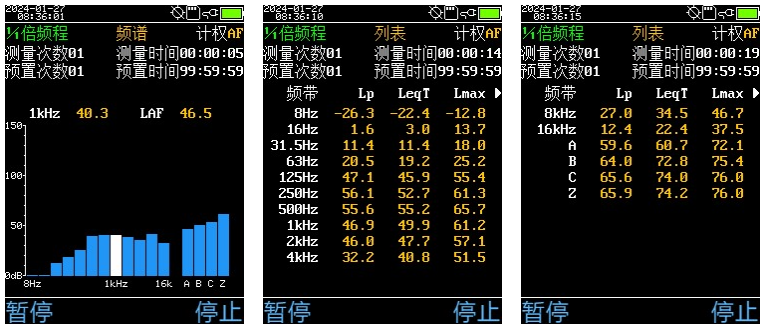 2024-01-27
08:36:01
1/1倍频程 频谱 计权AF
测量次数01 测量时间00:00:05
预置次数01 预置时间99:59:59
1kHz 40.3 LAF 46.5
150
100
50
0dB
8Hz 1kHz 16k A B C Z
暂停 停止
2024-01-27
08:36:10
1/1倍频程 列表 计权AF
测量次数01 测量时间00:00:14
预置次数01 预置时间99:59:59
频带 Lp LeqT Lmax
8Hz -26.3 -22.4 -12.8
16Hz 1.6 3.0 13.7
31.5Hz 11.4 11.4 18.0
63Hz 20.5 19.2 25.2
125Hz 47.1 45.9 55.4
250Hz 56.1 52.7 61.3
500Hz 55.6 55.2 65.7
1kHz 46.9 49.9 61.2
2kHz 46.0 47.7 57.1
4kHz 32.2 40.8 51.5
暂停 停止
2024-01-27
08:36:15
1/1倍频程 列表 计权AF
测量次数01 测量时间00:00:19
预置次数01 预置时间99:59:59
频带 Lp LeqT Lmax
8kHz 27.0 34.5 46.7
16kHz 12.4 22.4 37.5
A 59.6 60.7 72.1
B 64.0 72.8 75.4
C 65.6 74.0 76.0
Z 65.9 74.2 76.0
暂停 停止